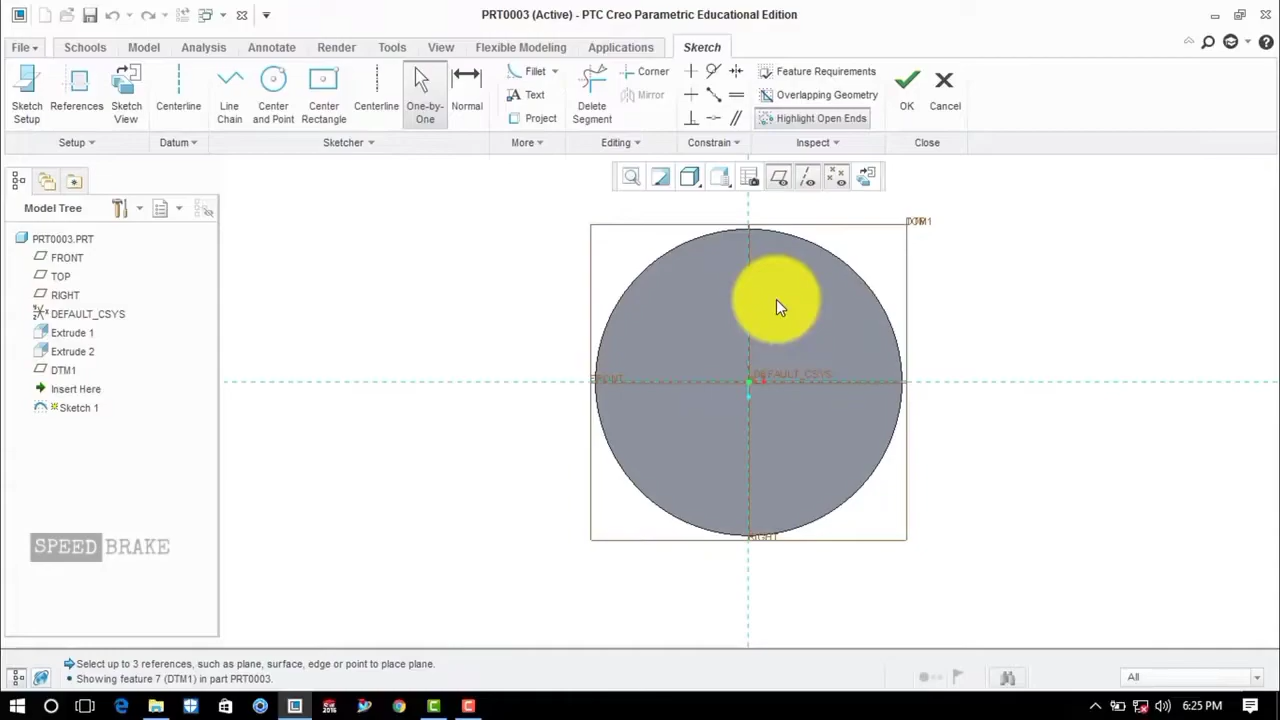 PRT0003 (Active) - PTC Creo Parametric Educational Edition
File Schools Model Analysis Annotate Render Tools View Flexible Modeling Applications Sketch
Sketch Setup
References
Sketch View
Centerline
Line Chain
Center and Point
Center Rectangle
Centerline
One-by-One
Normal
Fillet
Text
Project
Delete Segment
Corner
Mirror
Feature Requirements
Overlapping Geometry
Highlight Open Ends
OK
Cancel
Setup Datum Sketcher More Editing Constrain Inspect Close
Model Tree
PRT0003.PRT
FRONT
TOP
RIGHT
DEFAULT_CSYS
Extrude 1
Extrude 2
DTM1
Insert Here
Sketch 1
DTM1
FRONT
DEFAULT_CSYS
RIGHT
SPEED BRAKE
Select up to 3 references, such as plane, surface, edge or point to place plane.
Showing feature 7 (DTM1) in part PRT0003.
All
6:25 PM